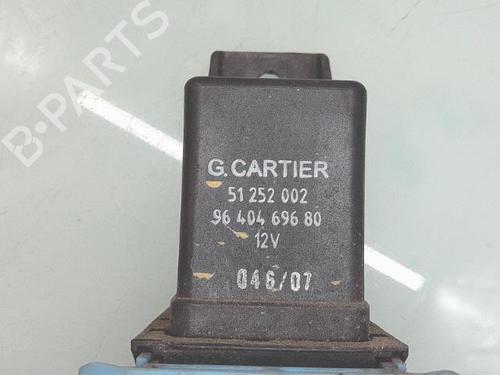 B-PARTS
G.CARTIER
51 252 002
96 404 696 80
12V
046/07